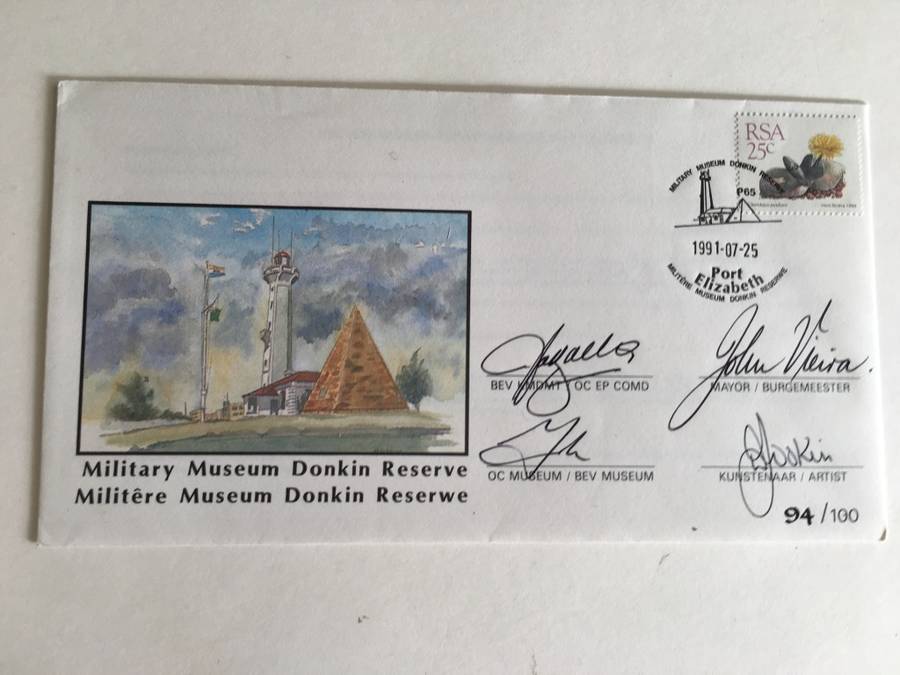 RSA
25c
MILITARY MUSEUM DONKIN RESERVE
P65
1991-07-25
Port
Elizabeth
MILITÊRE MUSEUM DONKIN RESERWE
John Vieira.
BEV KMDMT / OC EP COMD
MAYOR / BURGEMEESTER
OC MUSEUM / BEV MUSEUM
KUNSTENAAR / ARTIST
Military Museum Donkin Reserve
Militêre Museum Donkin Reserwe
94/100